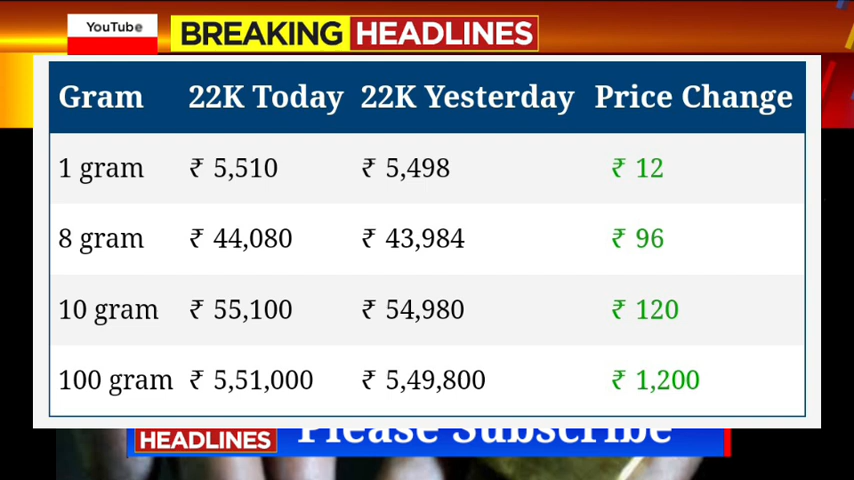 YouTube
BREAKING HEADLINES
Gram 22K Today 22K Yesterday Price Change
1 gram ₹ 5,510 ₹ 5,498 ₹ 12
8 gram ₹ 44,080 ₹ 43,984 ₹ 96
10 gram ₹ 55,100 ₹ 54,980 ₹ 120
100 gram ₹ 5,51,000 ₹ 5,49,800 ₹ 1,200
HEADLINES Please Subscribe